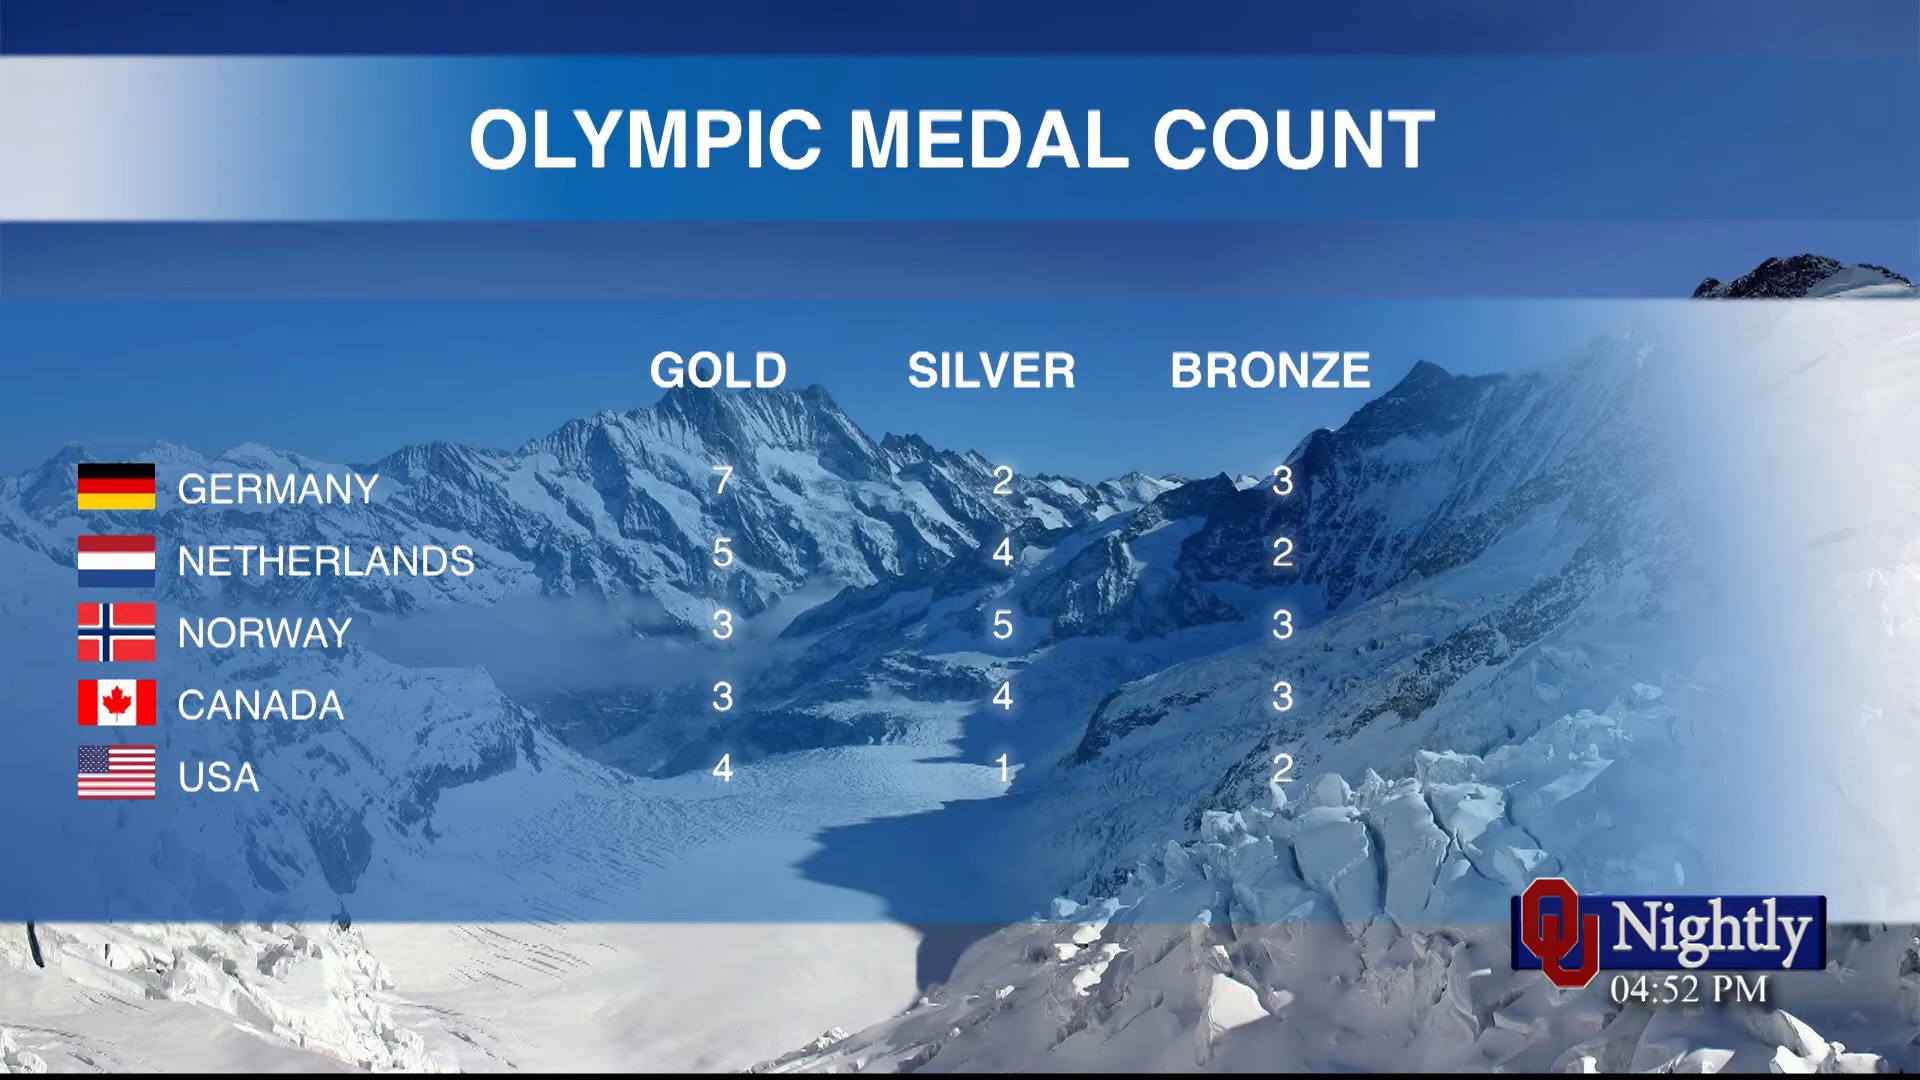 OLYMPIC MEDAL COUNT
GOLD SILVER BRONZE
GERMANY 7 2 3
NETHERLANDS 5 4 2
NORWAY 3 5 3
CANADA 3 4 3
USA 4 1 2
OU Nightly
04:52 PM